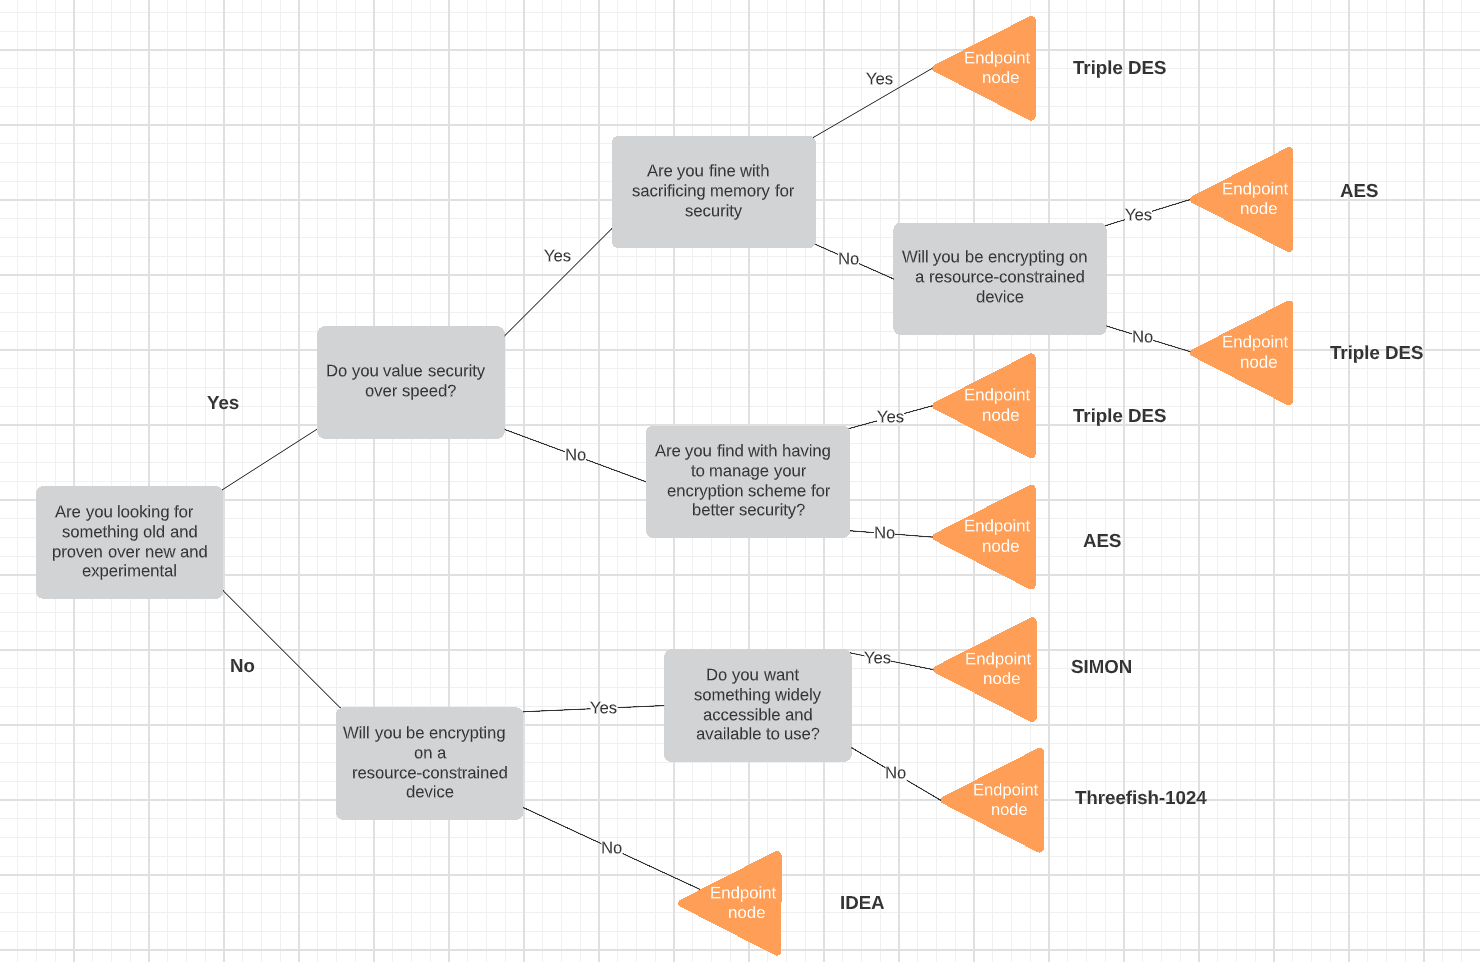 Endpoint
node
Triple DES
Yes
Are you fine with
sacrificing memory for
security
Endpoint
node
AES
Yes
Yes
No
Will you be encrypting on
a resource-constrained
device
No
Endpoint
node
Triple DES
Do you value security
over speed?
Yes
Endpoint
node
Triple DES
Yes
No
Are you find with having
to manage your
encryption scheme for
better security?
No
Endpoint
node
AES
Are you looking for
something old and
proven over new and
experimental
No
Yes
Endpoint
node
SIMON
Do you want
something widely
accessible and
available to use?
Yes
Will you be encrypting
on a
resource-constrained
device
No
Endpoint
node
Threefish-1024
No
Endpoint
node
IDEA